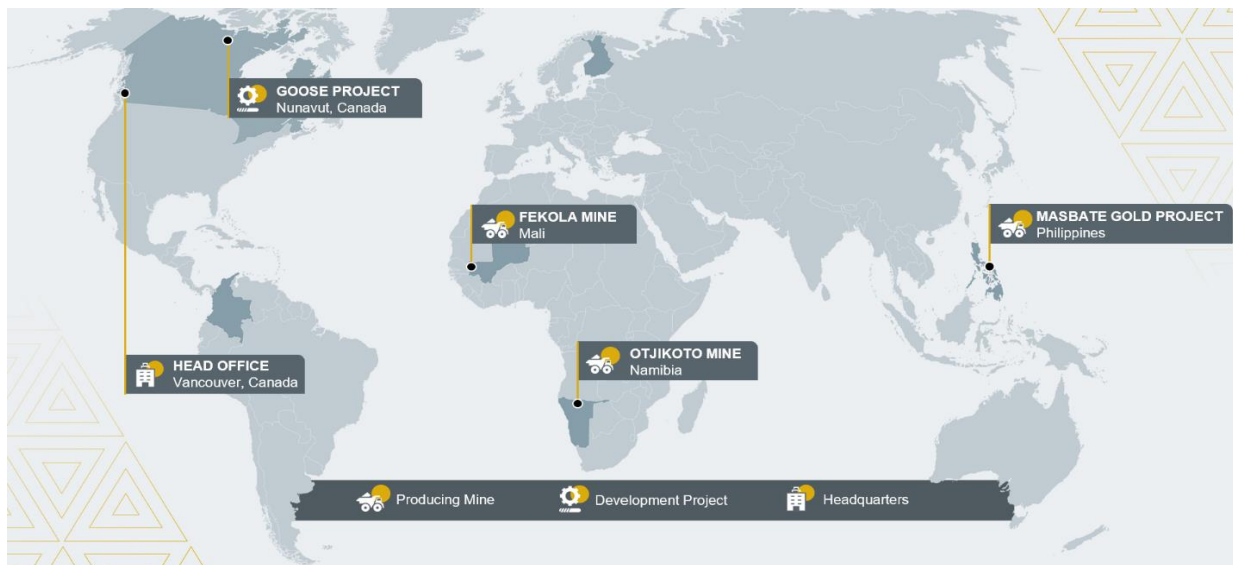 GOOSE PROJECT
Nunavut, Canada
FEKOLA MINE
Mali
MASBATE GOLD PROJECT
Philippines
OTJIKOTO MINE
Namibia
HEAD OFFICE
Vancouver, Canada
Producing Mine
Development Project
Headquarters